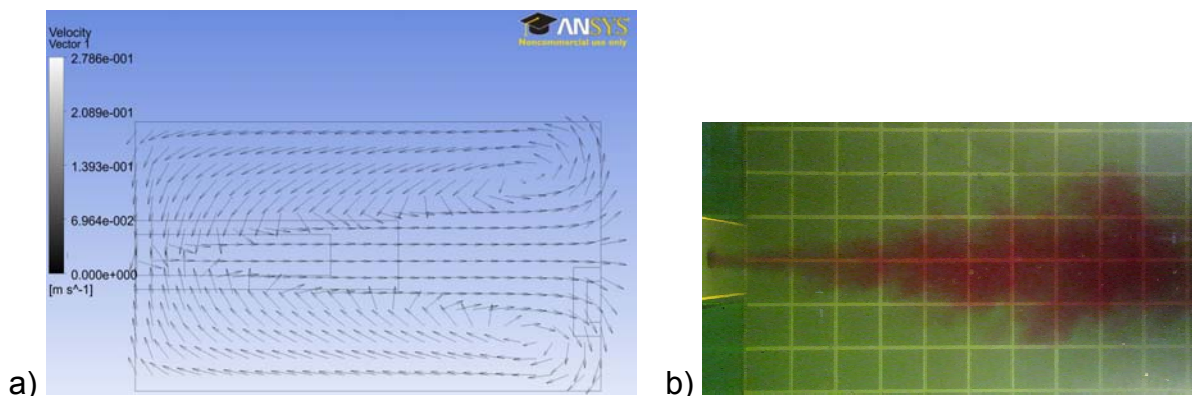 Velocity
Vector 1
2.786e-001
2.089e-001
1.393e-001
6.964e-002
0.000e+000
[m s^-1]
ANSYS
Noncommercial use only
a)
b)